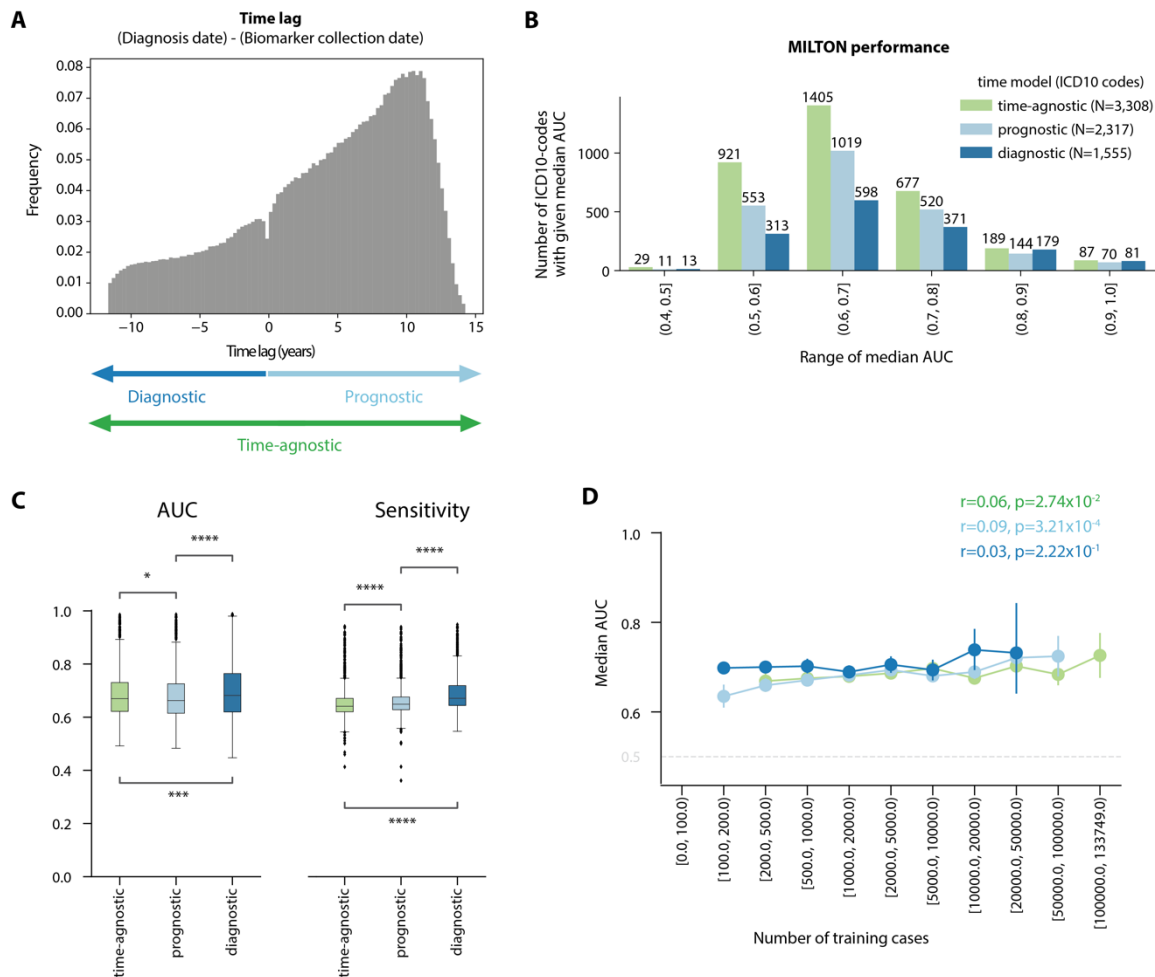 A
Time lag
(Diagnosis date) - (Biomarker collection date)
Frequency
0.08
0.07
0.06
0.05
0.04
0.03
0.02
0.01
0.00
−10
−5
0
5
10
15
Time lag (years)
Diagnostic
Prognostic
Time-agnostic
B
MILTON performance
time model (ICD10 codes)
time-agnostic (N=3,308)
prognostic (N=2,317)
diagnostic (N=1,555)
Number of ICD10-codes
with given median AUC
1000
500
0
29 11 13
921 553 313
1405 1019 598
677 520 371
189 144 179
87 70 81
(0.4, 0.5]
(0.5, 0.6]
(0.6, 0.7]
(0.7, 0.8]
(0.8, 0.9]
(0.9, 1.0]
Range of median AUC
C
AUC
Sensitivity
****
*
***
****
****
****
1.0
0.8
0.6
0.4
0.2
0.0
time-agnostic
prognostic
diagnostic
time-agnostic
prognostic
diagnostic
D
r=0.06, p=2.74x10⁻²
r=0.09, p=3.21x10⁻⁴
r=0.03, p=2.22x10⁻¹
Median AUC
1.0
0.8
0.6
0.5
[0.0, 100.0)
[100.0, 200.0)
[200.0, 500.0)
[500.0, 1000.0)
[1000.0, 2000.0)
[2000.0, 5000.0)
[5000.0, 10000.0)
[10000.0, 20000.0)
[20000.0, 50000.0)
[50000.0, 100000.0)
[100000.0, 133749.0)
Number of training cases